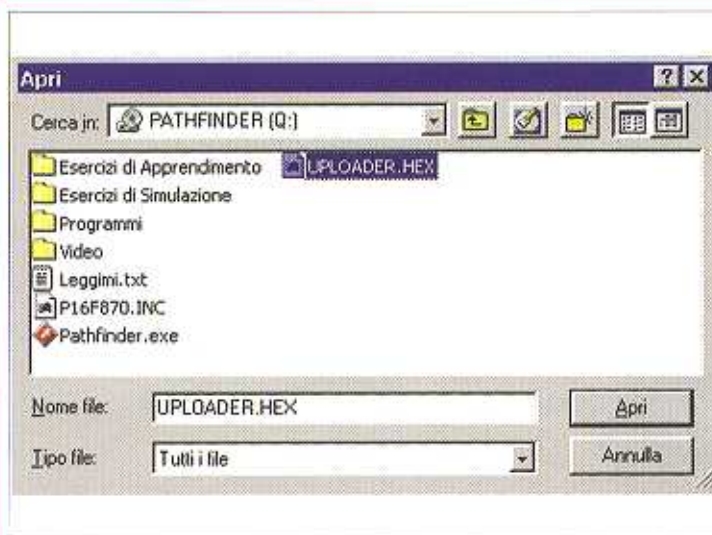 Apri
Cerca in: PATHFINDER (Q:)
Esercizi di Apprendimento UPLOADER.HEX
Esercizi di Simulazione
Programmi
Video
Leggimi.txt
P16F870.INC
Pathfinder.exe
Nome file: UPLOADER.HEX Apri
Tipo file: Tutti i file Annulla